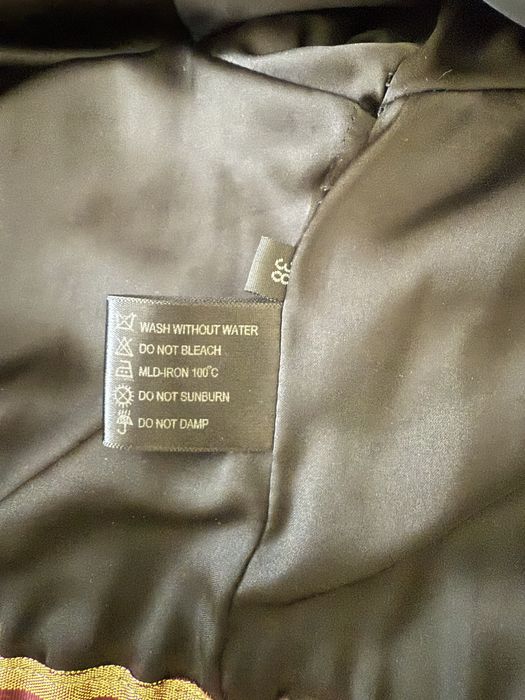 38
WASH WITHOUT WATER
DO NOT BLEACH
MLD-IRON 100°C
DO NOT SUNBURN
DO NOT DAMP